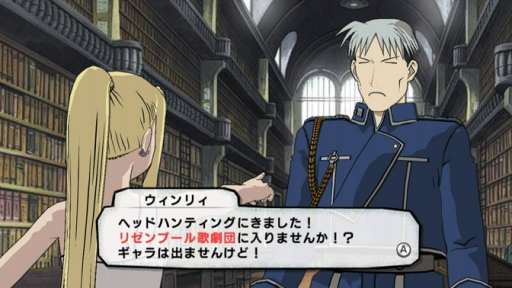 ウィンリィ
ヘッドハンティングにきました！
リゼンブール歌劇団に入りませんか！？
ギャラは出ませんけど！
A